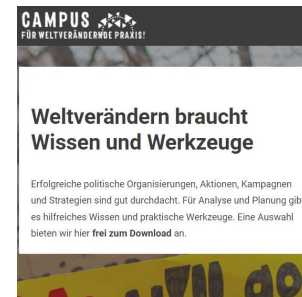 CAMPUS
FÜR WELTVERÄNDERNDE PRAXIS!
Weltverändern braucht
Wissen und Werkzeuge
Erfolgreiche politische Organisierungen, Aktionen, Kampagnen
und Strategien sind gut durchdacht. Für Analyse und Planung gib
es hilfreiches Wissen und praktische Werkzeuge. Eine Auswahl
bieten wir hier frei zum Download an.